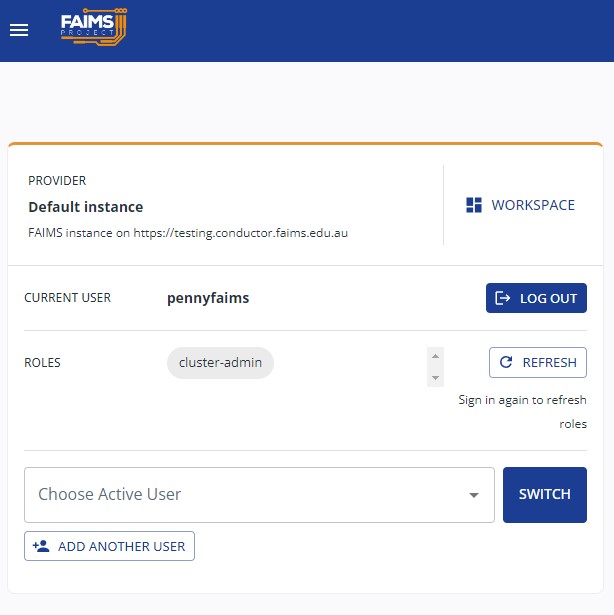 FAIMS
PROJECT
PROVIDER
Default instance
FAIMS instance on https://testing.conductor.faims.edu.au
WORKSPACE
CURRENT USER
pennyfaims
LOG OUT
ROLES
cluster-admin
REFRESH
Sign in again to refresh
roles
Choose Active User
SWITCH
ADD ANOTHER USER